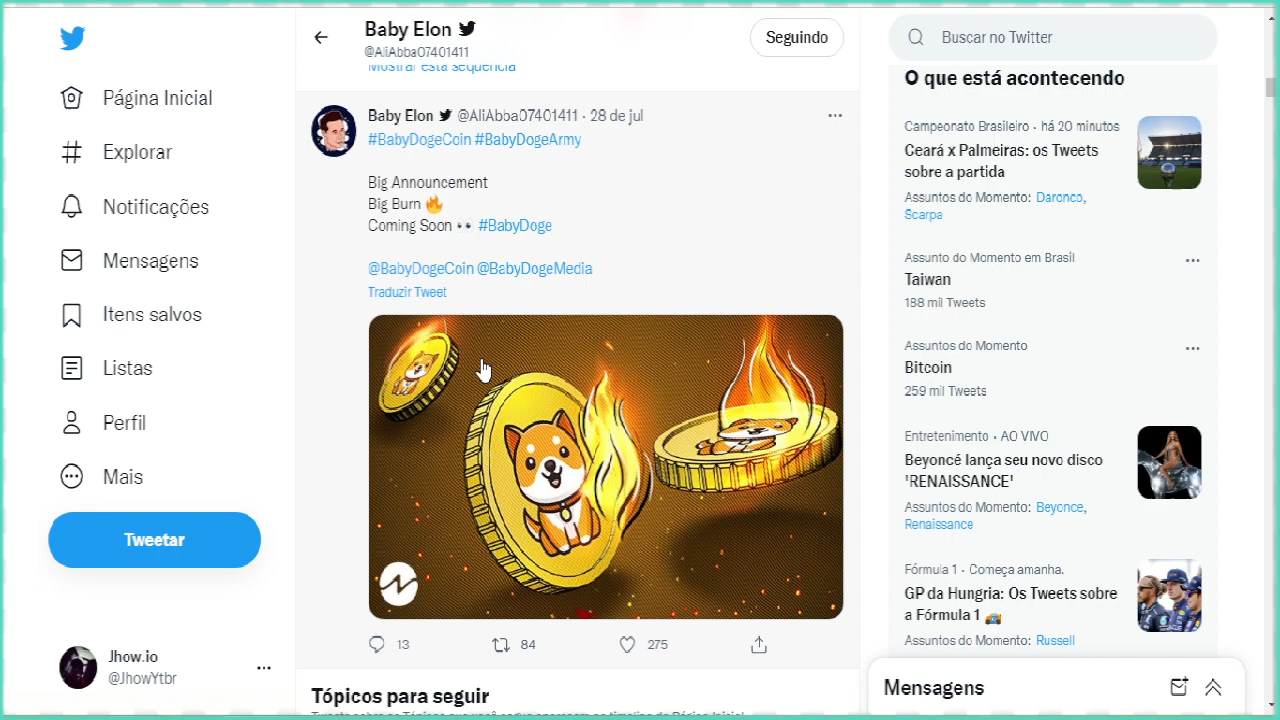 Página Inicial
Explorar
Notificações
Mensagens
Itens salvos
Listas
Perfil
Mais
Tweetar
Jhow.io
@JhowYtbr
Baby Elon
@AliAbba07401411
Seguindo
Mostrar esta sequência
Baby Elon @AliAbba07401411 · 28 de jul
#BabyDogeCoin #BabyDogeArmy
Big Announcement
Big Burn 🔥
Coming Soon 👀 #BabyDoge
@BabyDogeCoin @BabyDogeMedia
Traduzir Tweet
13
84
275
Tópicos para seguir
Buscar no Twitter
O que está acontecendo
Campeonato Brasileiro · há 20 minutos
Ceará x Palmeiras: os Tweets
sobre a partida
Assuntos do Momento: Daronco,
Scarpa
Assunto do Momento em Brasil
Taiwan
188 mil Tweets
Assuntos do Momento
Bitcoin
259 mil Tweets
Entretenimento · AO VIVO
Beyoncé lança seu novo disco
'RENAISSANCE'
Assuntos do Momento: Beyonce,
Renaissance
Fórmula 1 · Começa amanha.
GP da Hungria: Os Tweets sobre
a Fórmula 1 🏎️
Assuntos do Momento: Russell
Mensagens